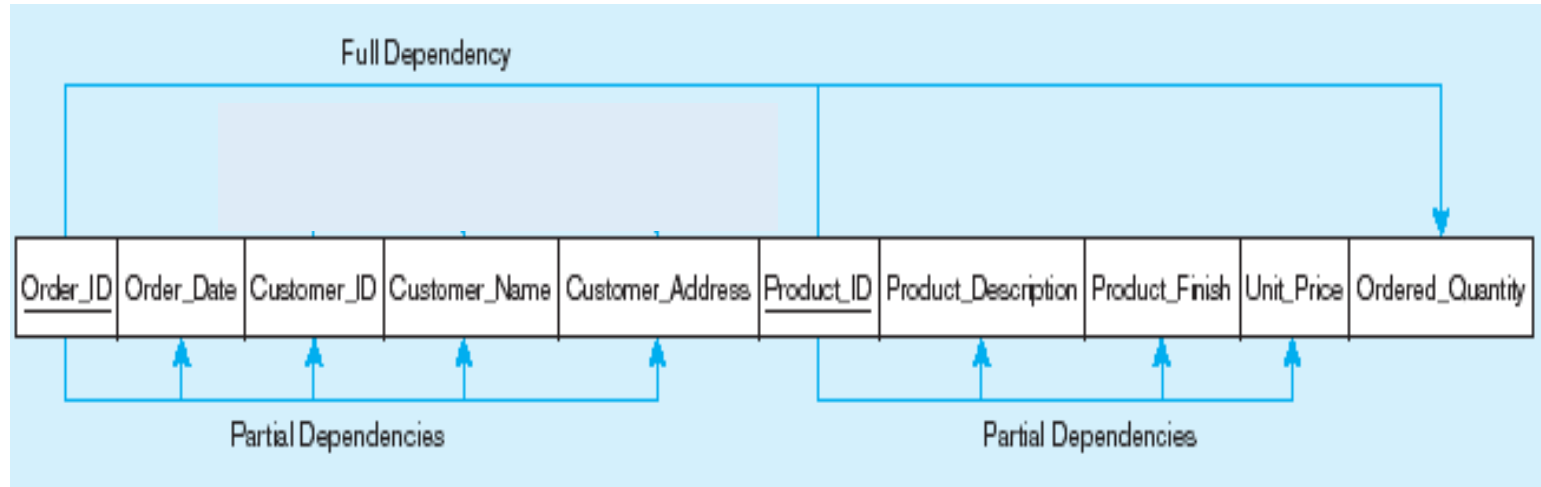 Full Dependency
Order_ID Order_Date Customer_ID Customer_Name Customer_Address Product_ID Product_Description Product_Finish Unit_Price Ordered_Quantity
Partial Dependencies Partial Dependencies